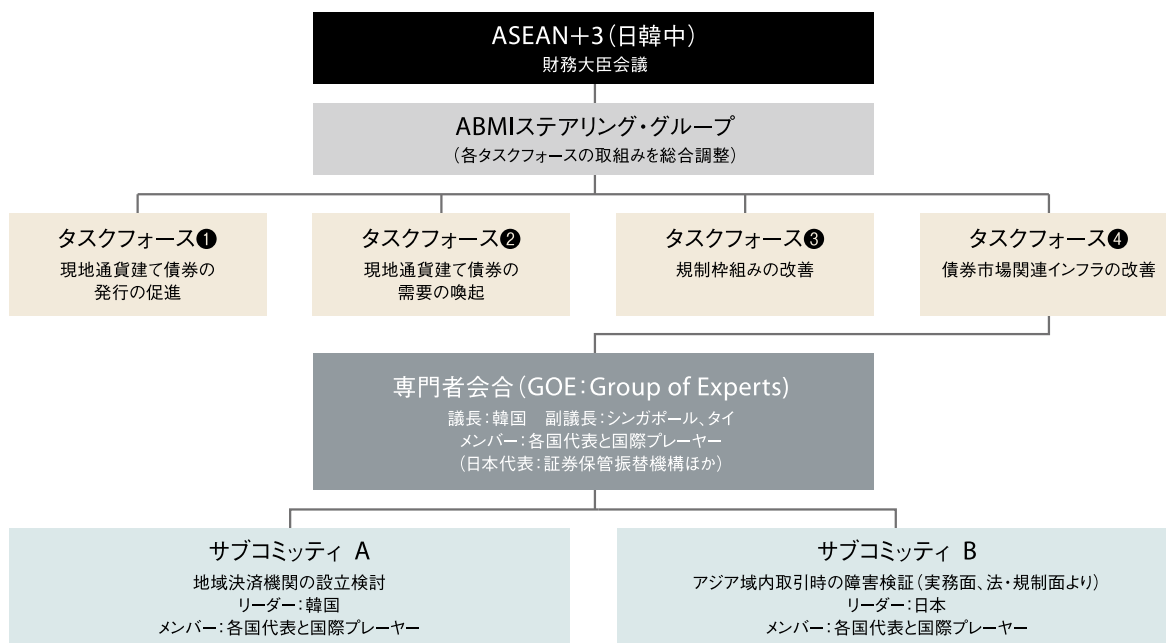 ASEAN+3(日韓中)
財務大臣会議
ABMIステアリング・グループ
(各タスクフォースの取組みを総合調整)
タスクフォース❶
現地通貨建て債券の
発行の促進
タスクフォース❷
現地通貨建て債券の
需要の喚起
タスクフォース❸
規制枠組みの改善
タスクフォース❹
債券市場関連インフラの改善
専門者会合(GOE:Group of Experts)
議長:韓国 副議長:シンガポール、タイ
メンバー:各国代表と国際プレーヤー
(日本代表:証券保管振替機構ほか)
サブコミッティ A
地域決済機関の設立検討
リーダー:韓国
メンバー:各国代表と国際プレーヤー
サブコミッティ B
アジア域内取引時の障害検証(実務面、法・規制面より)
リーダー:日本
メンバー:各国代表と国際プレーヤー